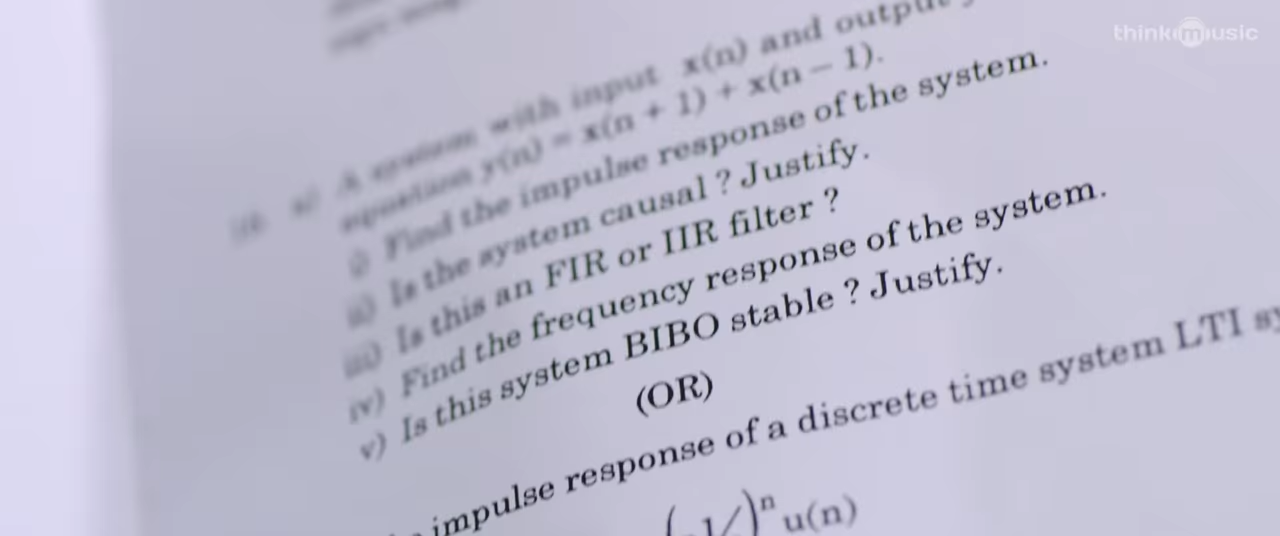 think music
A system with input x(n) and output
equation y(n) = x(n + 1) + x(n – 1).
i) Find the impulse response of the system.
ii) Is the system causal ? Justify.
iii) Is this an FIR or IIR filter ?
iv) Find the frequency response of the system.
v) Is this system BIBO stable ? Justify.
(OR)
impulse response of a discrete time system LTI
u(n)